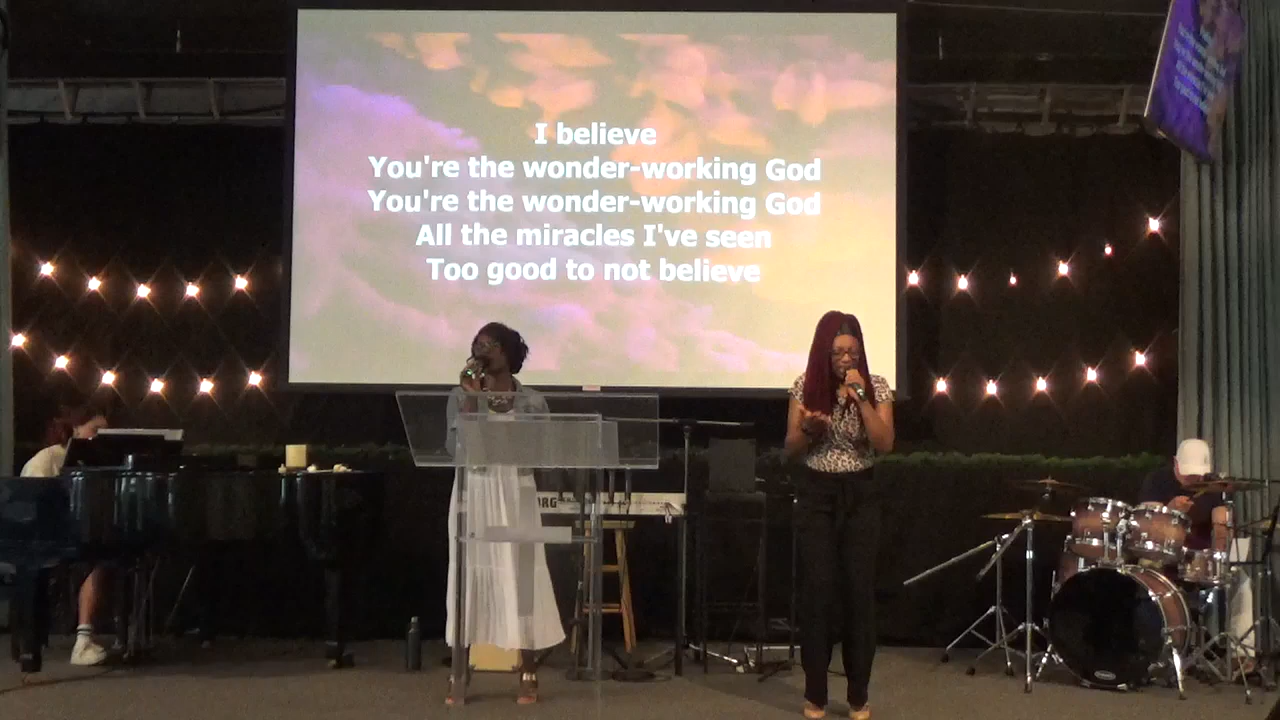 I believe
You're the wonder-working God
You're the wonder-working God
All the miracles I've seen
Too good to not believe
ORG